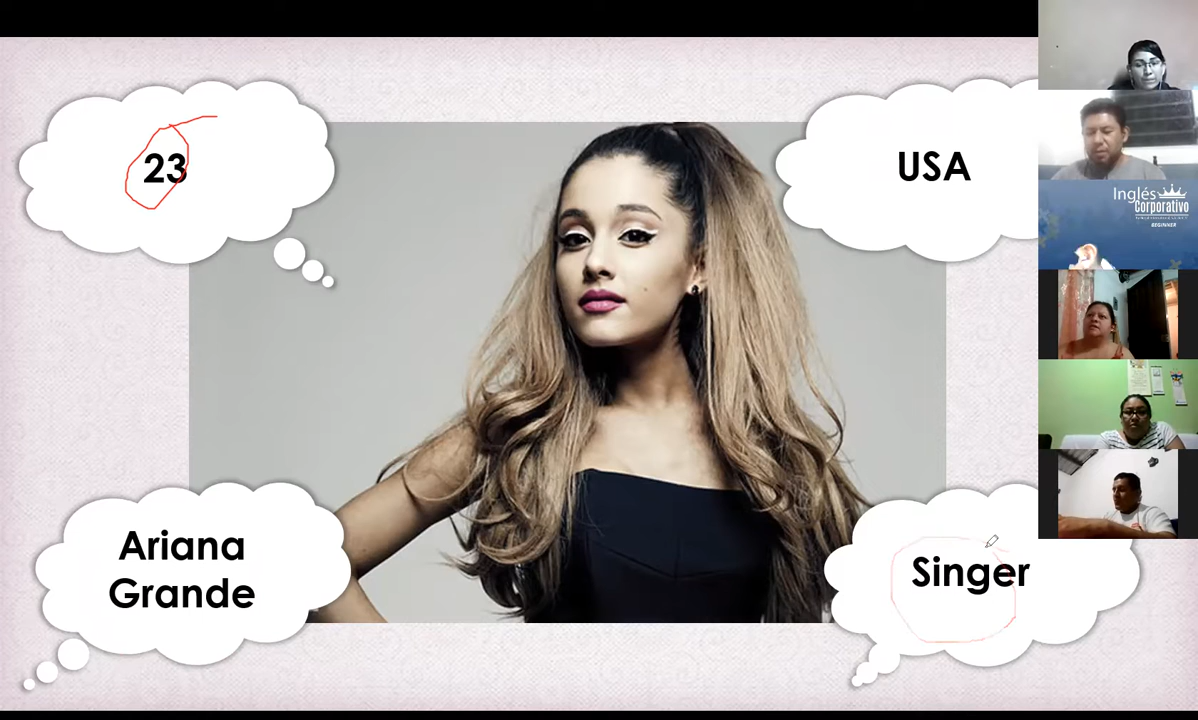 23
USA
Inglés
Corporativo
BEGINNER
Ariana
Grande
Singer